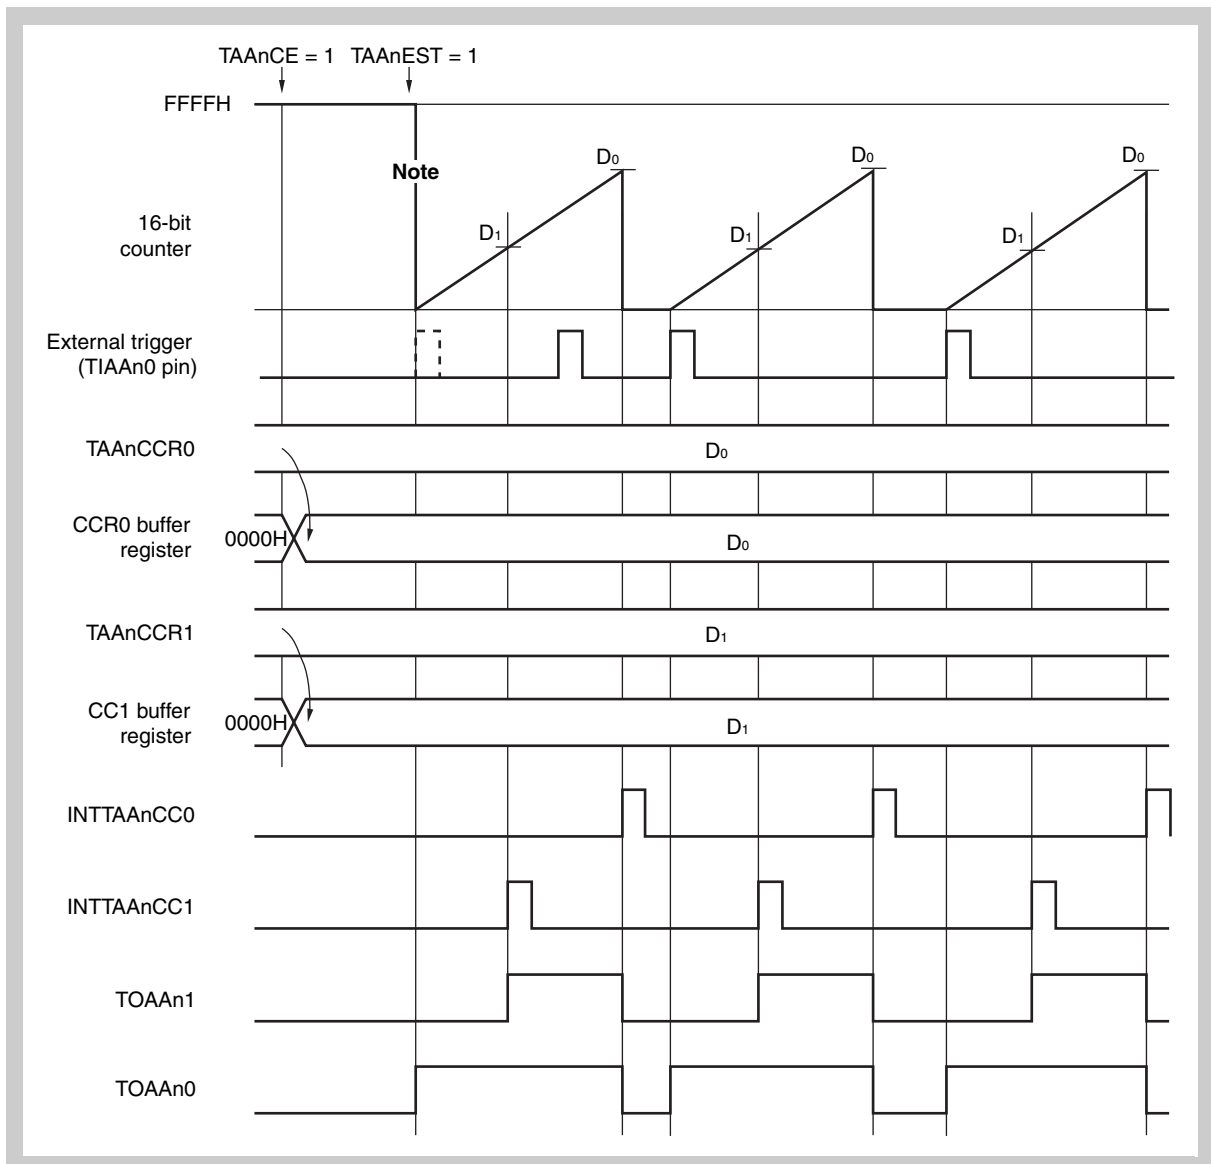 TAAnCE = 1 TAAnEST = 1
FFFFH
Note
D0
D0
D0
16-bit
counter
D1
D1
D1
External trigger
(TIAAn0 pin)
TAAnCCR0
D0
CCR0 buffer
register
0000H
D0
TAAnCCR1
D1
CC1 buffer
register
0000H
D1
INTTAAnCC0
INTTAAnCC1
TOAAn1
TOAAn0